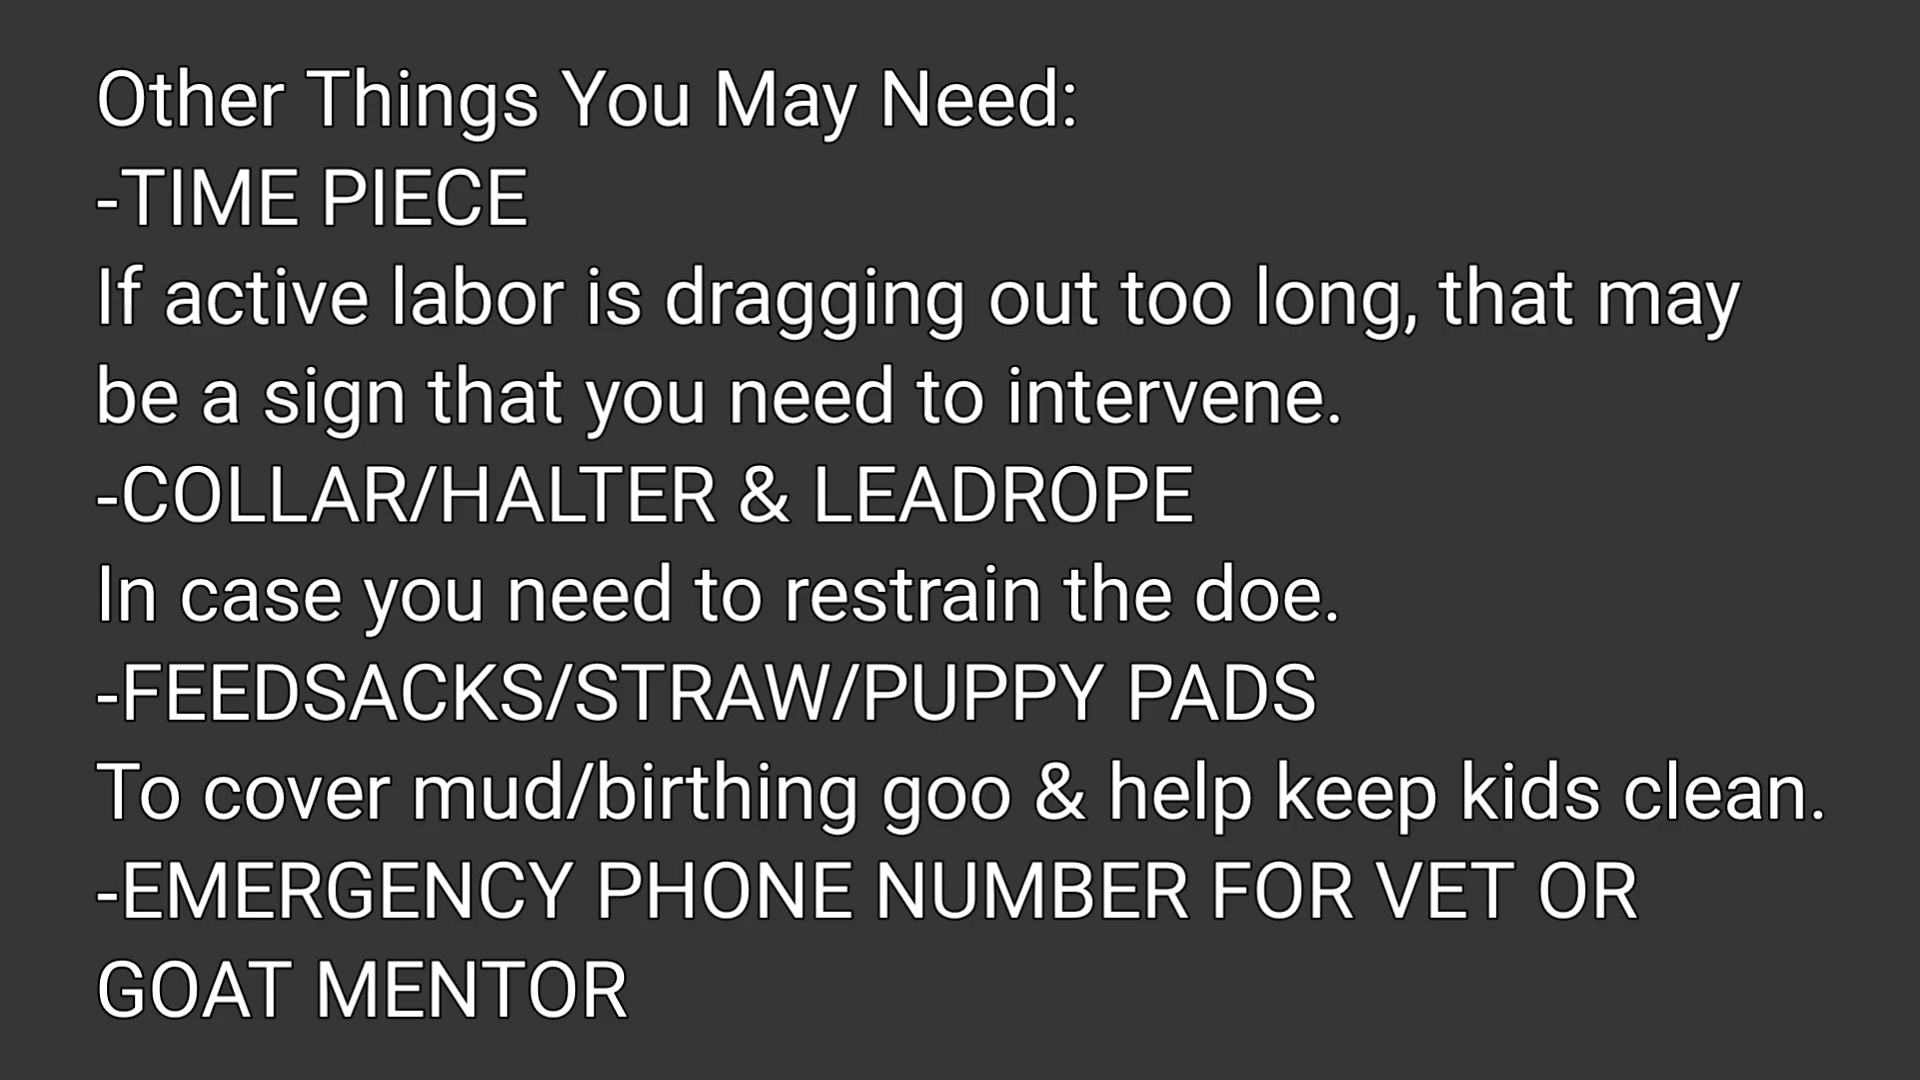 Other Things You May Need:
-TIME PIECE
If active labor is dragging out too long, that may
be a sign that you need to intervene.
-COLLAR/HALTER & LEADROPE
In case you need to restrain the doe.
-FEEDSACKS/STRAW/PUPPY PADS
To cover mud/birthing goo & help keep kids clean.
-EMERGENCY PHONE NUMBER FOR VET OR
GOAT MENTOR